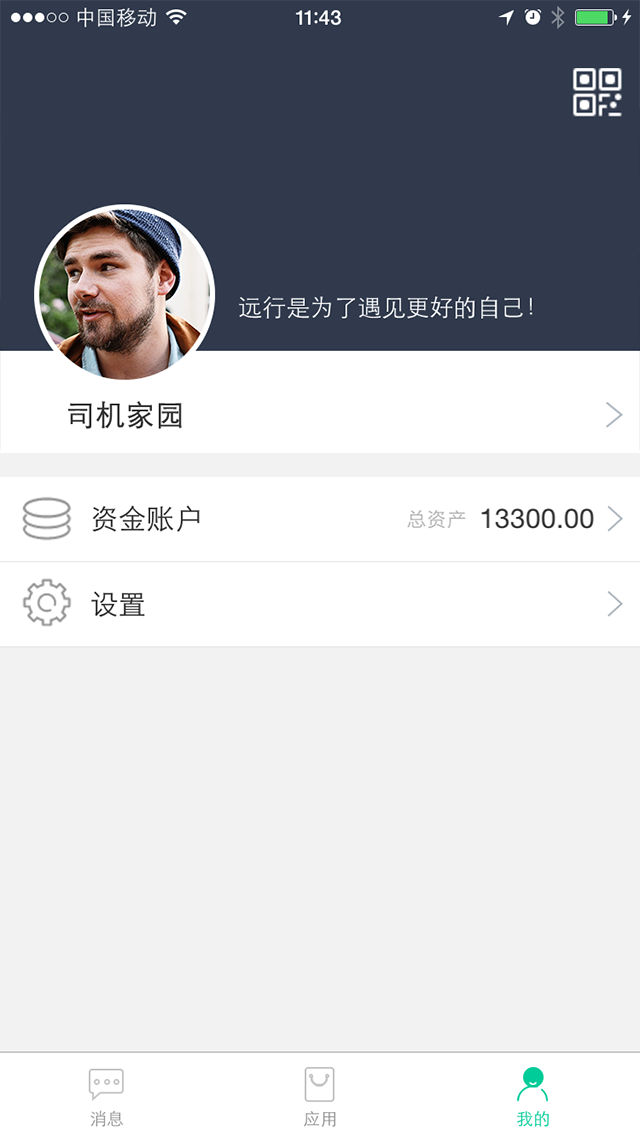 中国移动 11:43
远行是为了遇见更好的自己!
司机家园
资金账户 总资产 13300.00
设置
消息 应用 我的